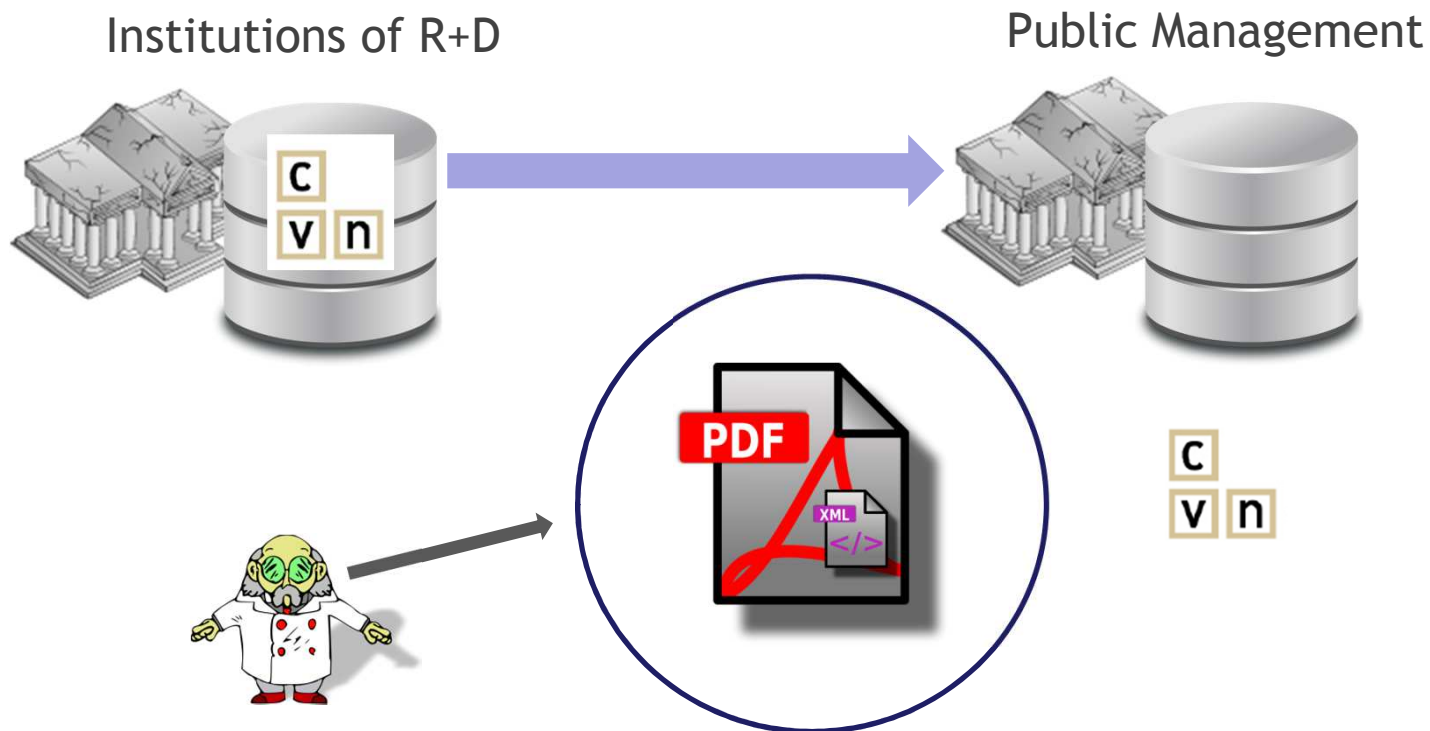 Institutions of R+D
Public Management
c
v n
PDF
XML
</>
c
v n